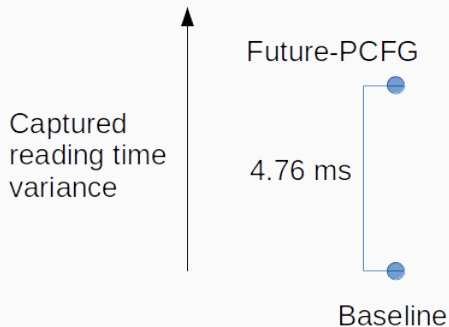 Future-PCFG
Captured
reading time
variance
4.76 ms
Baseline